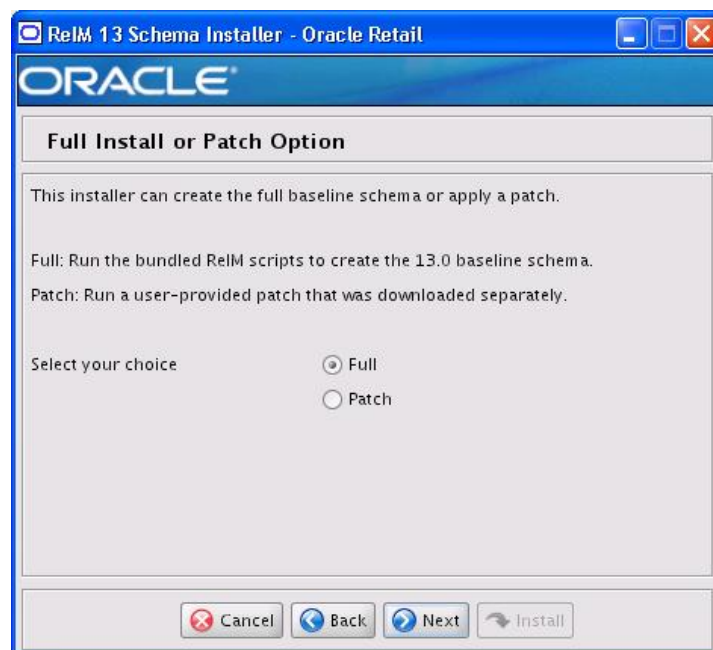 ReIM 13 Schema Installer - Oracle Retail
ORACLE
Full Install or Patch Option
This installer can create the full baseline schema or apply a patch.
Full: Run the bundled ReIM scripts to create the 13.0 baseline schema.
Patch: Run a user-provided patch that was downloaded separately.
Select your choice Full
Patch
Cancel Back Next Install